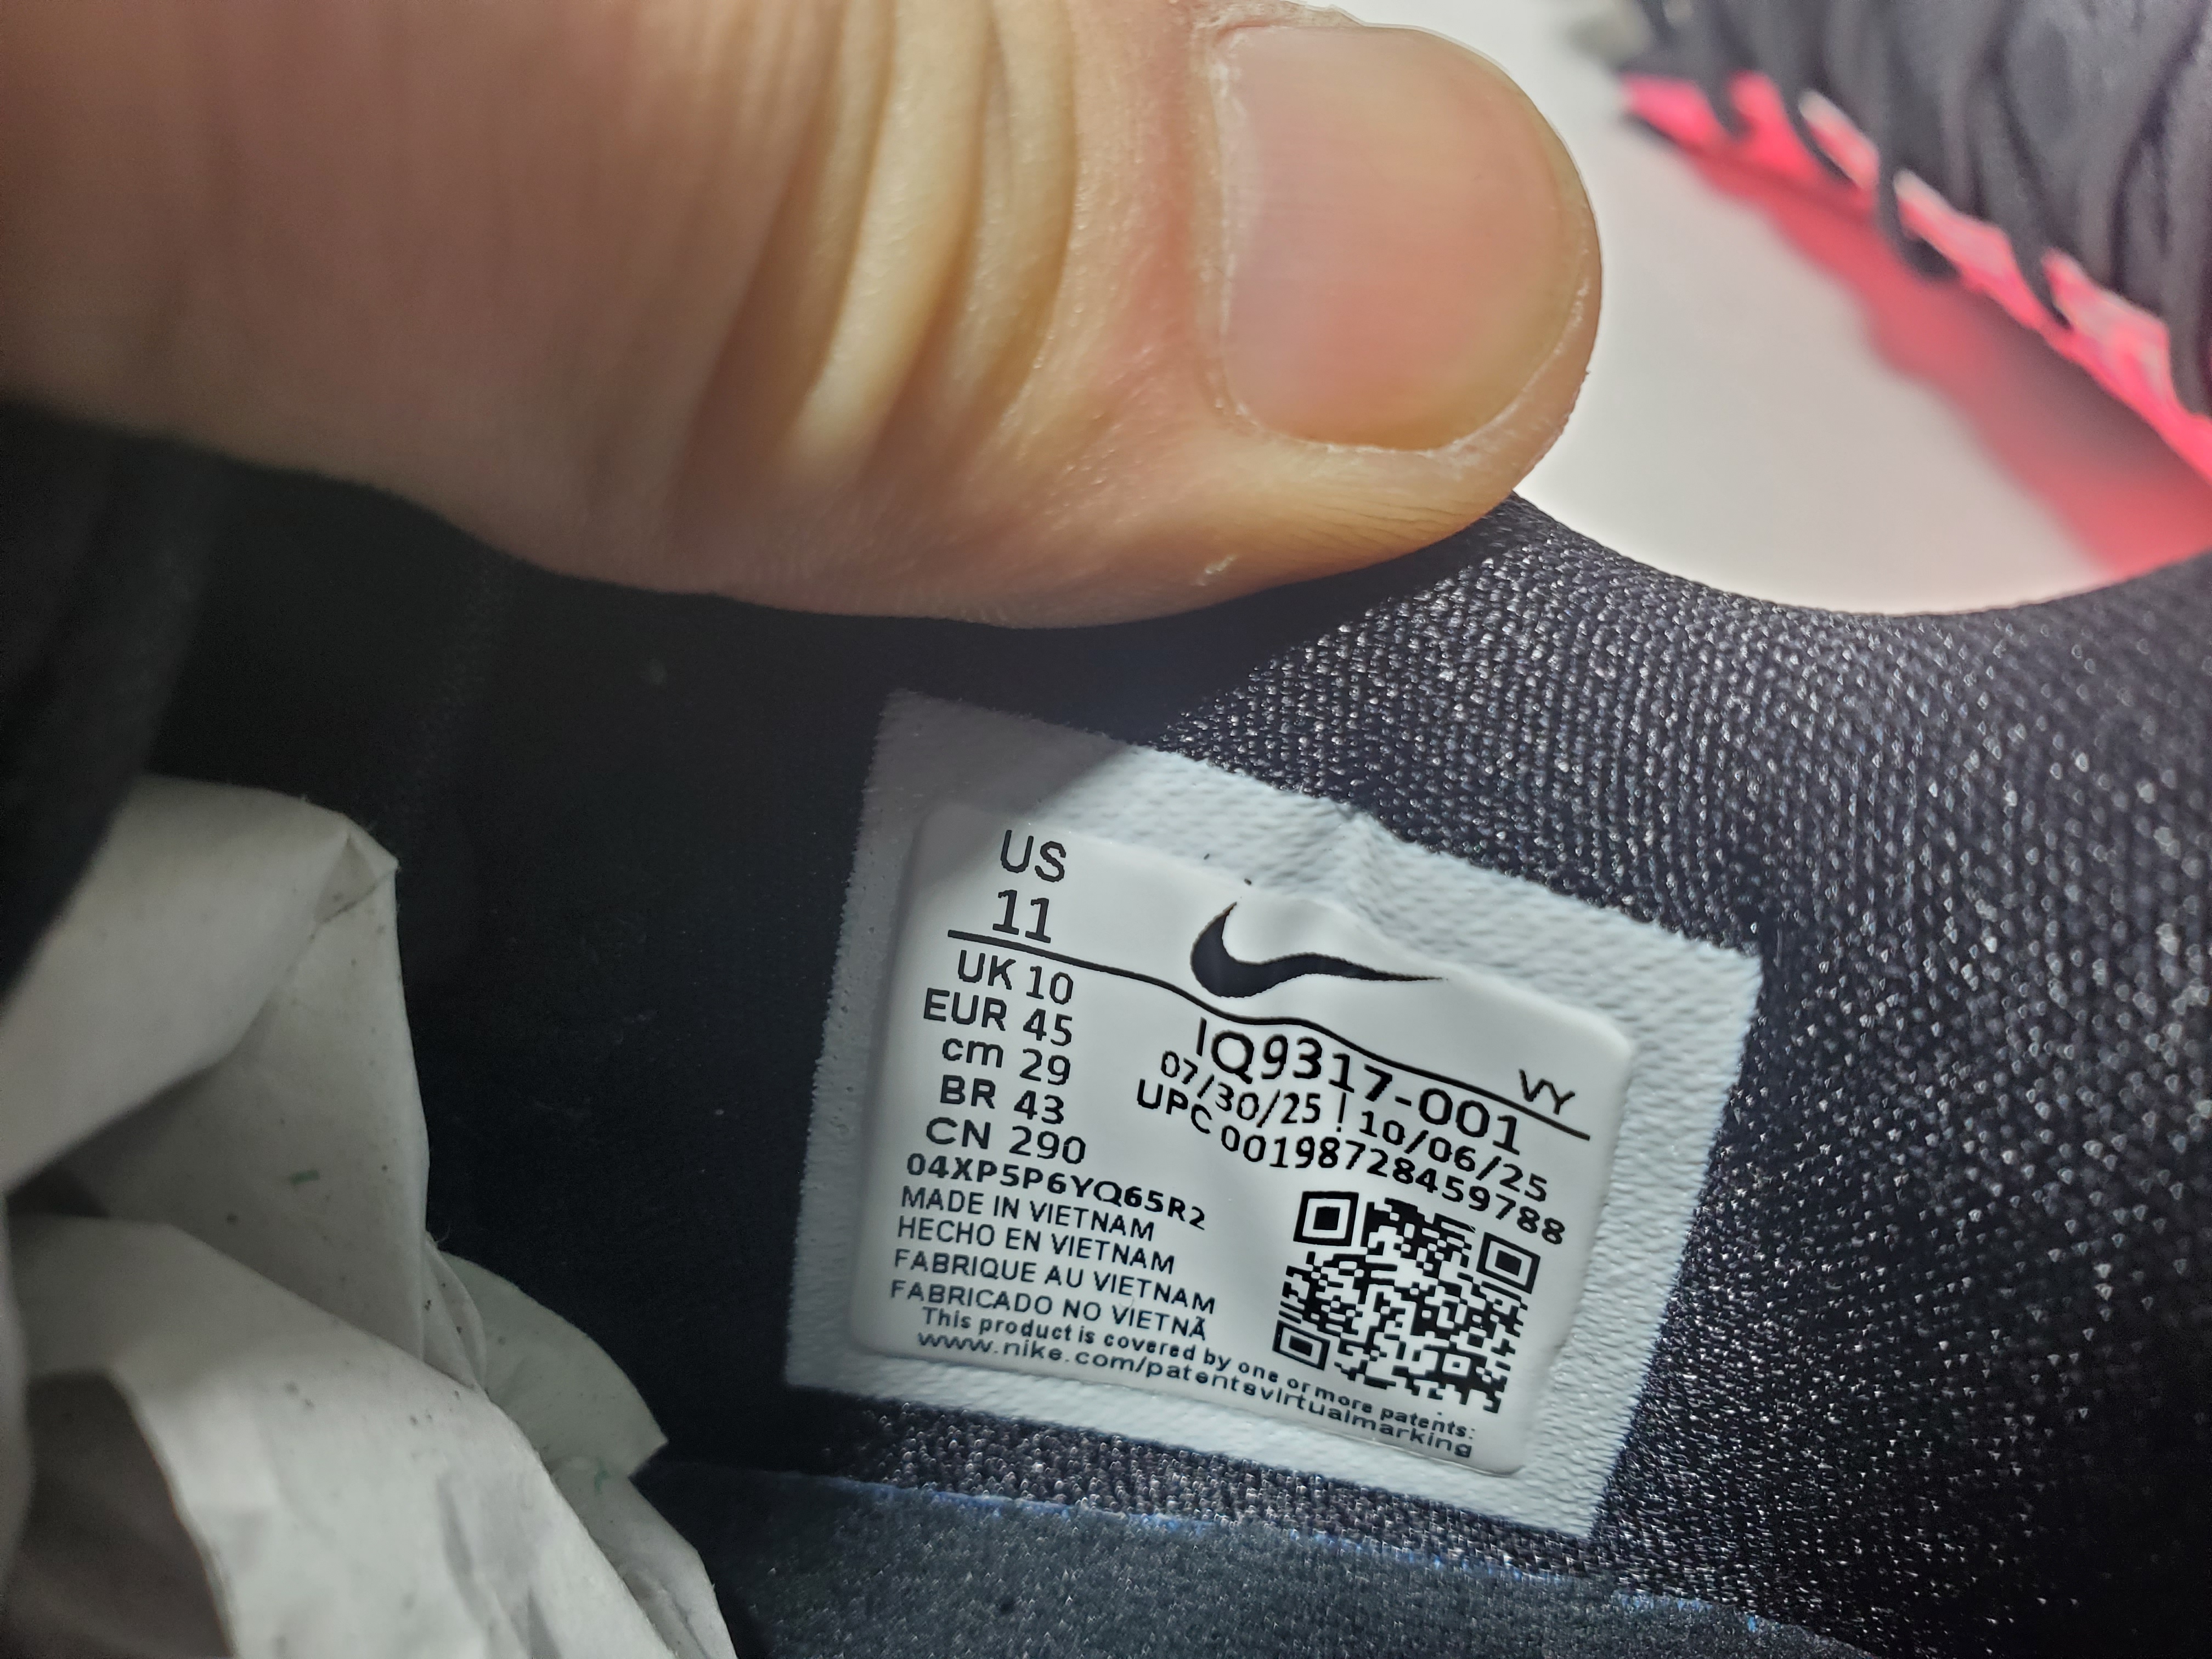 US
11
UK 10
EUR 45
cm 29
BR 43
CN 290
VY
IQ9317-001
07/30/25 | 10/06/25
UPC 00198728459788
04XP5P6YQ65R2
MADE IN VIETNAM
HECHO EN VIETNAM
FABRIQUE AU VIETNAM
FABRICADO NO VIETNÃ
This product is covered by one or more patents:
www.nike.com/patentsvirtualmarking